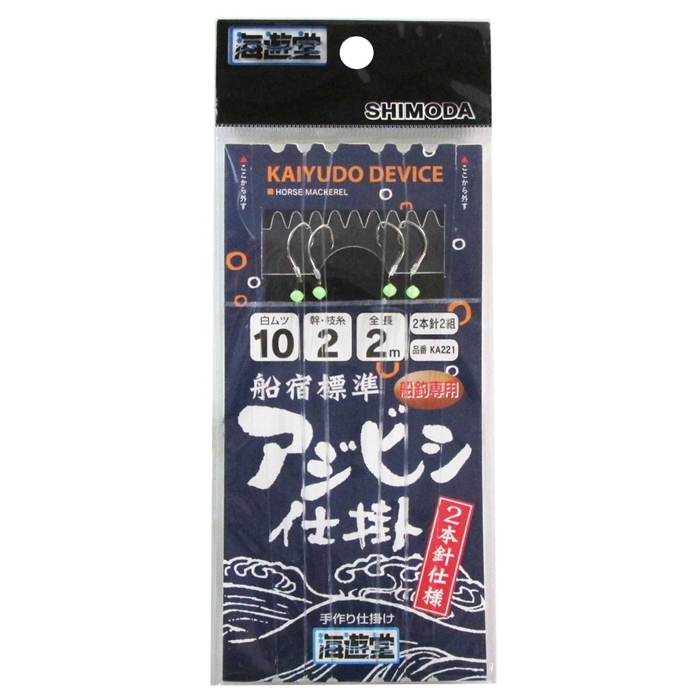 海遊堂
SHIMODA
KAIYUDO DEVICE
HORSE MACKEREL
ここから外す
ここから外す
白ムツ
10
幹・枝糸
2
全長
2m
2本針2組
品番 KA221
船宿標準
船釣専用
アジビシ
仕掛
2本針仕様
手作り仕掛け
海遊堂